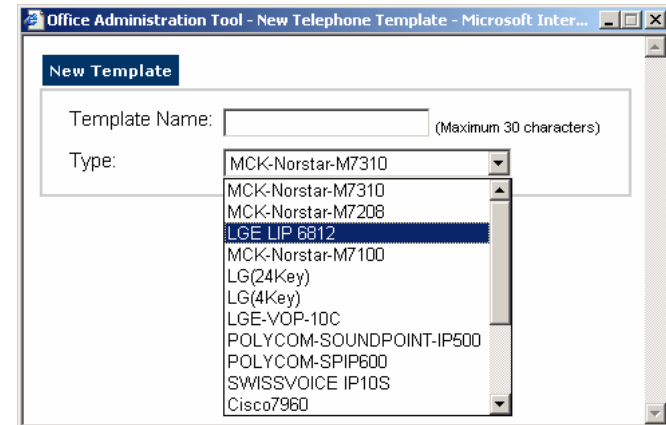 Office Administration Tool - New Telephone Template - Microsoft Inter...
New Template
Template Name: (Maximum 30 characters)
Type: MCK-Norstar-M7310
MCK-Norstar-M7310
MCK-Norstar-M7208
LGE LIP 6812
MCK-Norstar-M7100
LG(24Key)
LG(4Key)
LGE-VOP-10C
POLYCOM-SOUNDPOINT-IP500
POLYCOM-SPIP600
SWISSVOICE IP10S
Cisco7960